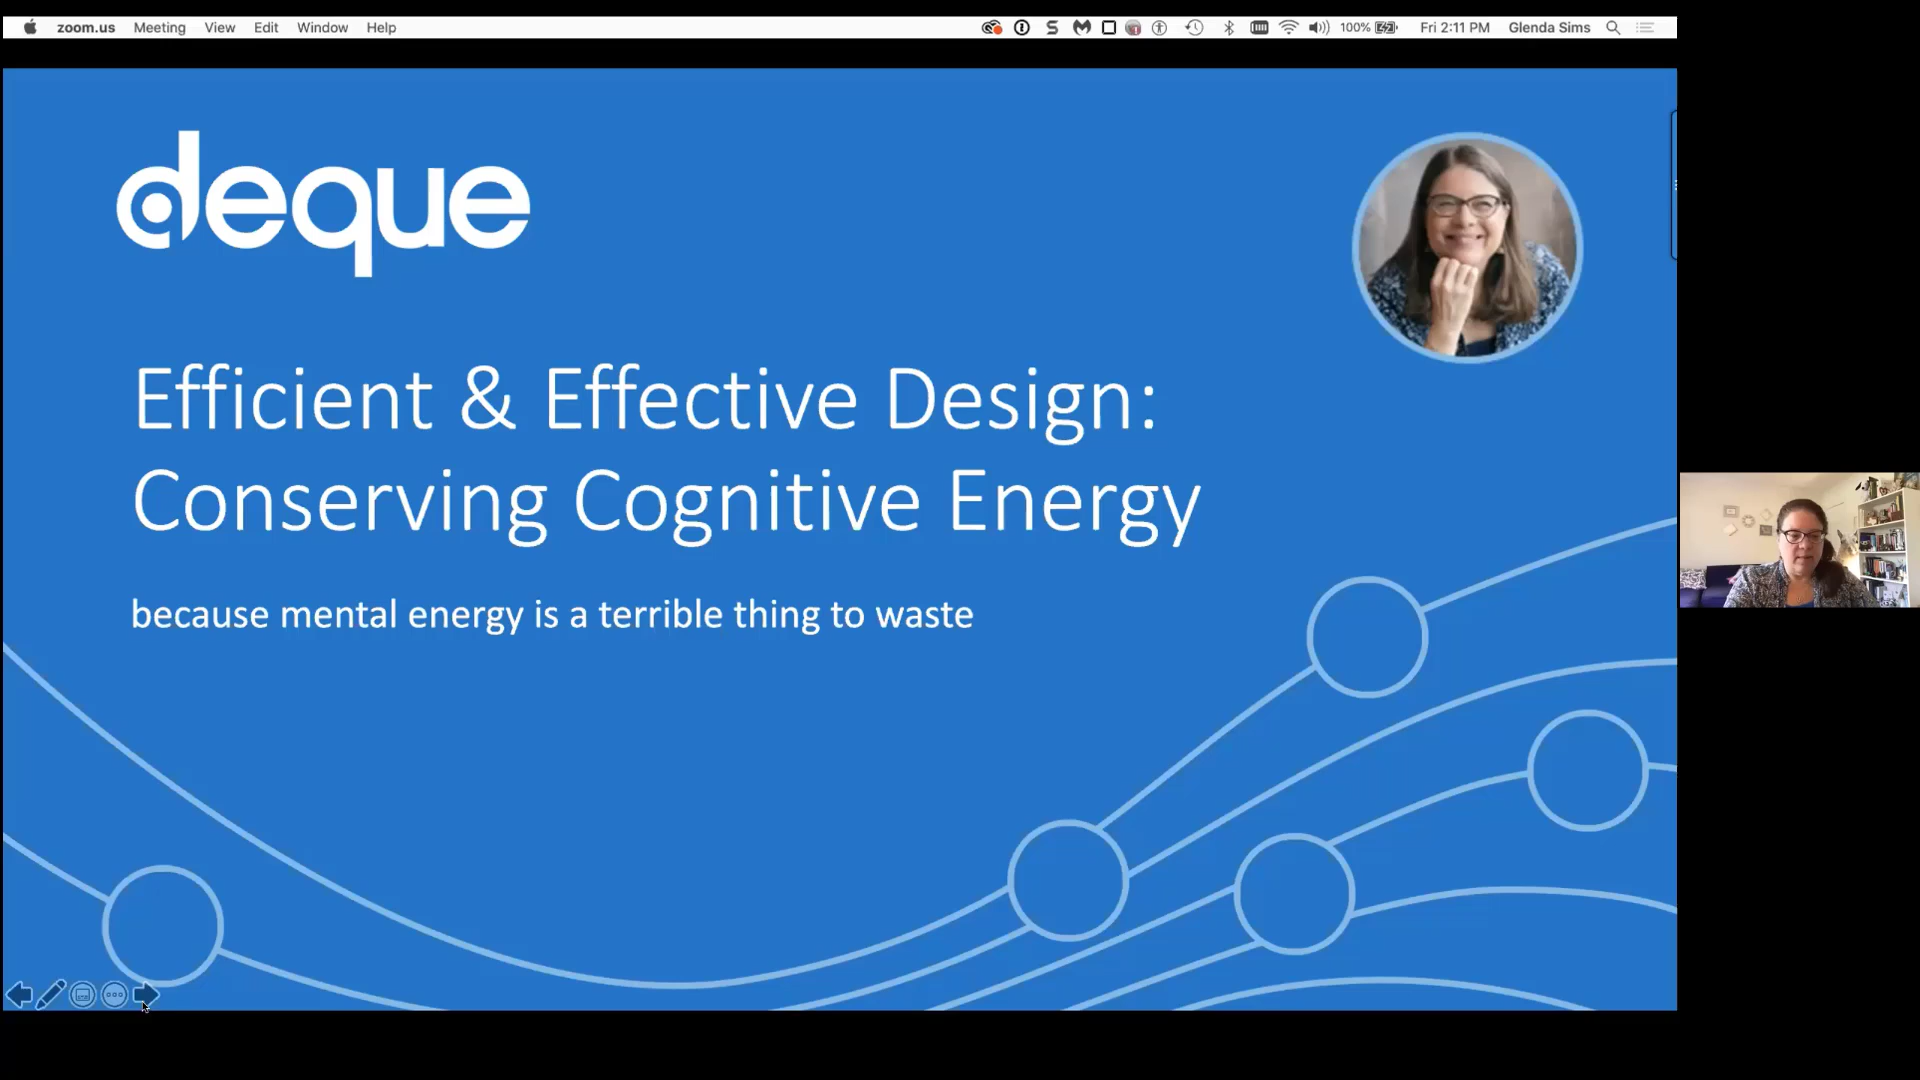 zoom.us Meeting View Edit Window Help 100% Fri 2:11 PM Glenda Sims
deque
Efficient & Effective Design:
Conserving Cognitive Energy
because mental energy is a terrible thing to waste